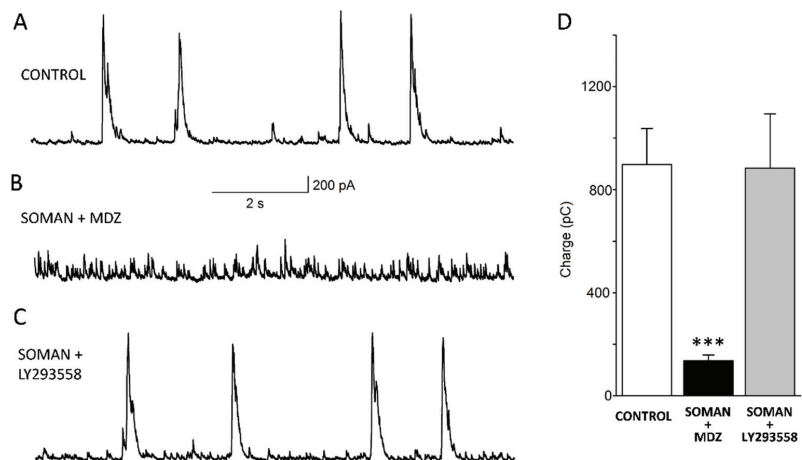 A
CONTROL
B
200 pA
2 s
SOMAN + MDZ
C
SOMAN +
LY293558
D
Charge (pC)
1200
800
400
0
***
CONTROL
SOMAN
+
MDZ
SOMAN
+
LY293558